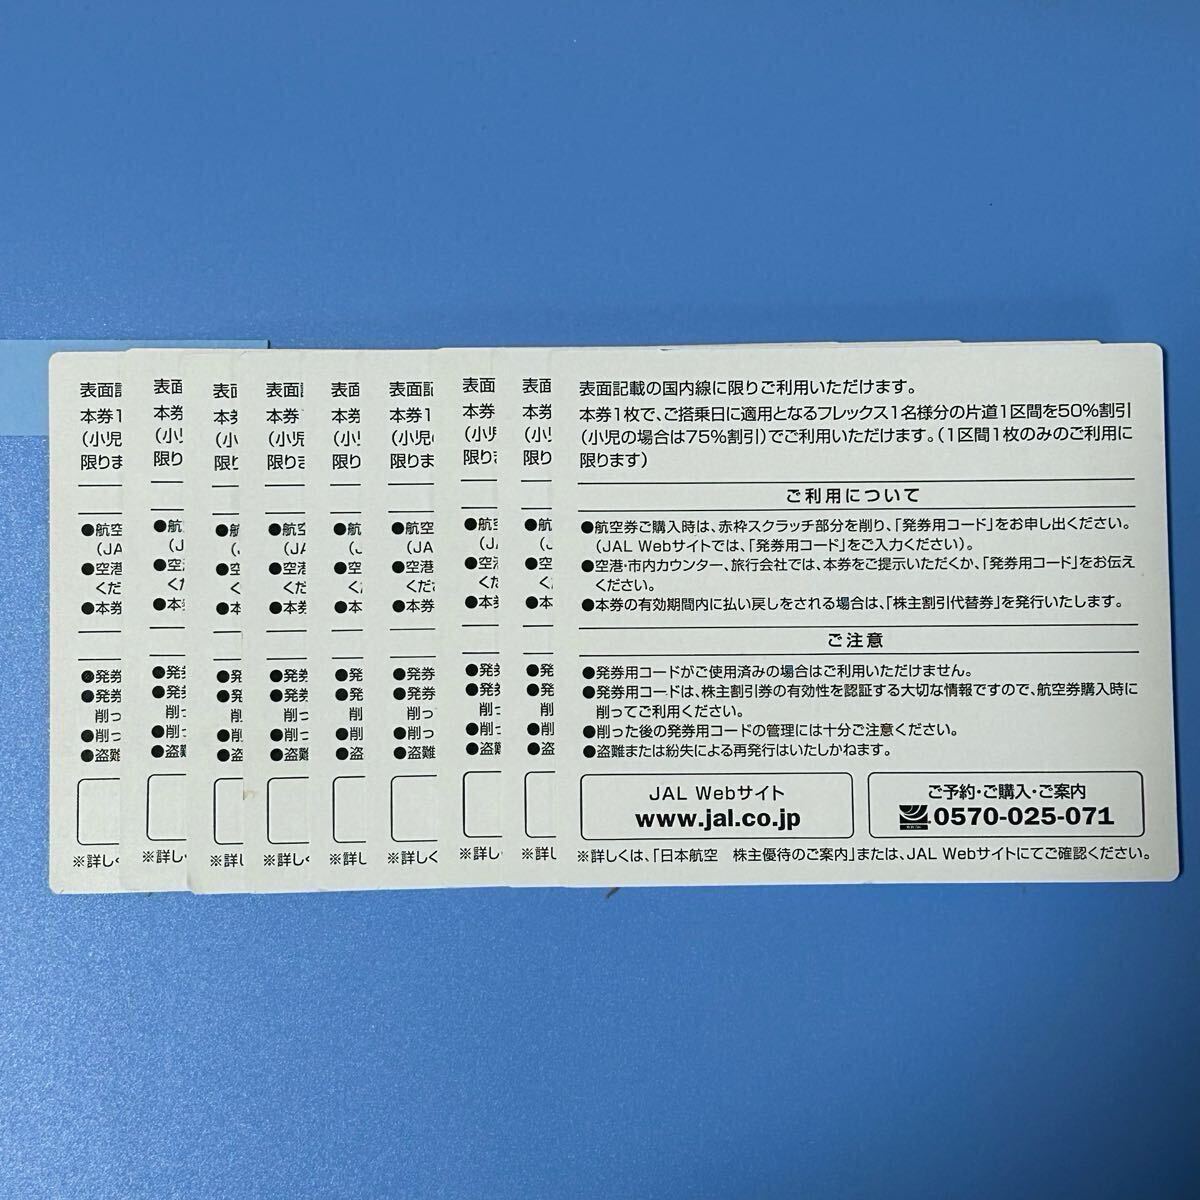 表面記載の国内線に限りご利用いただけます。
本券1枚で、ご搭乗日に適用となるフレックス1名様分の片道1区間を50%割引
（小児の場合は75%割引）でご利用いただけます。（1区間1枚のみのご利用に
限ります）
ご利用について
●航空券ご購入時は、赤枠スクラッチ部分を削り、「発券用コード」をお申し出ください。
（JAL Webサイトでは、「発券用コード」をご入力ください）。
●空港・市内カウンター、旅行会社では、本券をご提示いただくか、「発券用コード」をお伝え
ください。
●本券の有効期間内に払い戻しをされる場合は、「株主割引代替券」を発行いたします。
ご注意
●発券用コードがご使用済みの場合はご利用いただけません。
●発券用コードは、株主割引券の有効性を認証する大切な情報ですので、航空券購入時に
削ってご利用ください。
●削った後の発券用コードの管理には十分ご注意ください。
●盗難または紛失による再発行はいたしかねます。
JAL Webサイト
www.jal.co.jp
ご予約・ご購入・ご案内
0570-025-071
※詳しくは、「日本航空　株主優待のご案内」または、JAL Webサイトにてご確認ください。